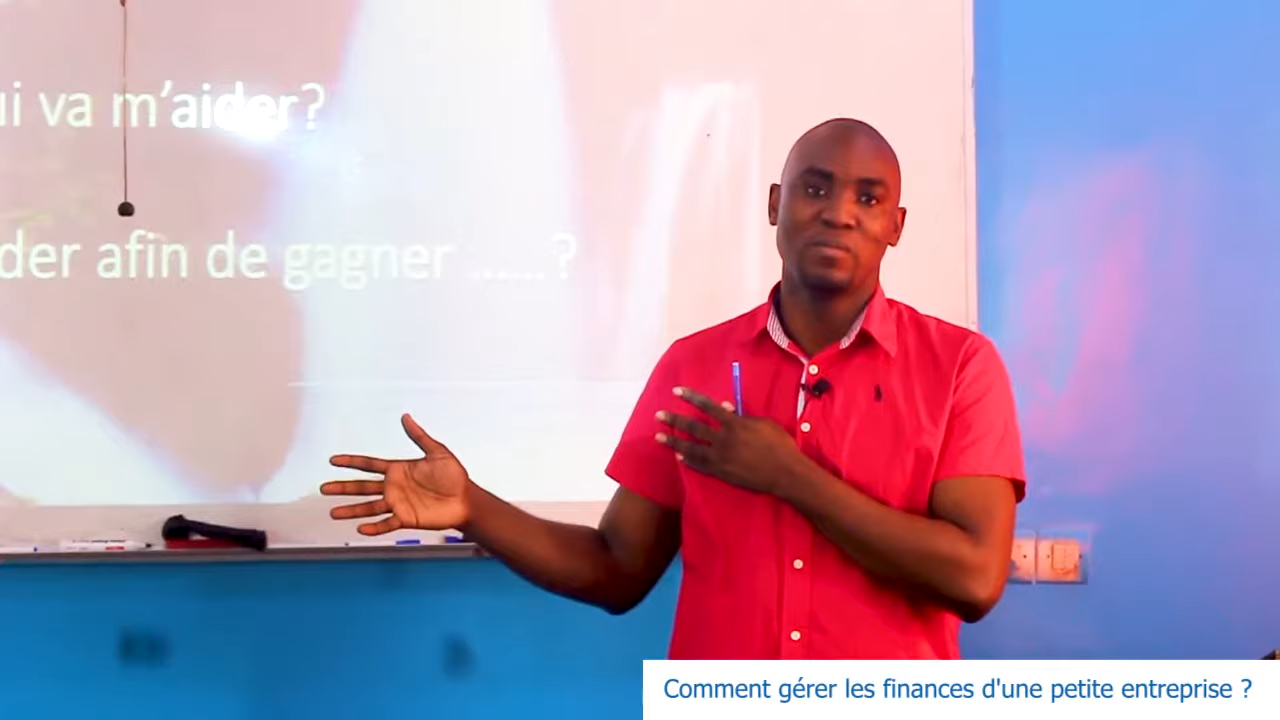 ui va m’aider?
der afin de gagner ......?
Comment gérer les finances d'une petite entreprise ?